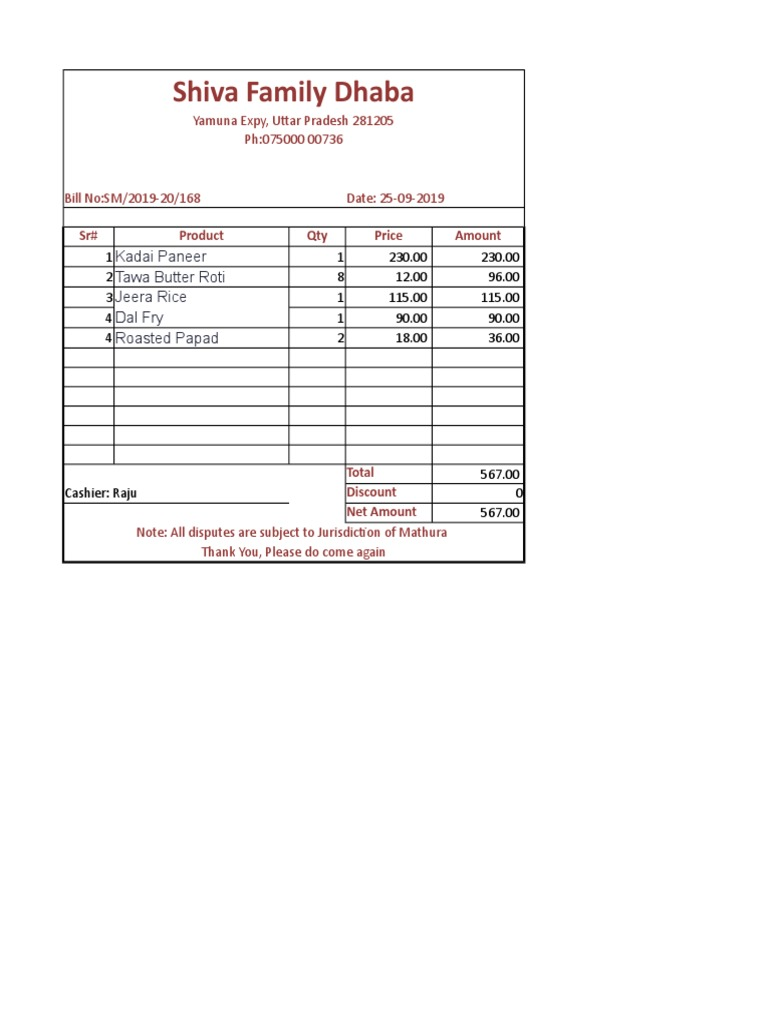 Shiva Family Dhaba
Yamuna Expy, Uttar Pradesh 281205
Ph:075000 00736
Bill No:SM/2019-20/168 Date: 25-09-2019
Sr# Product Qty Price Amount
1 Kadai Paneer 1 230.00 230.00
2 Tawa Butter Roti 8 12.00 96.00
3 Jeera Rice 1 115.00 115.00
4 Dal Fry 1 90.00 90.00
4 Roasted Papad 2 18.00 36.00
Total 567.00
Cashier: Raju Discount 0
Net Amount 567.00
Note: All disputes are subject to Jurisdiction of Mathura
Thank You, Please do come again